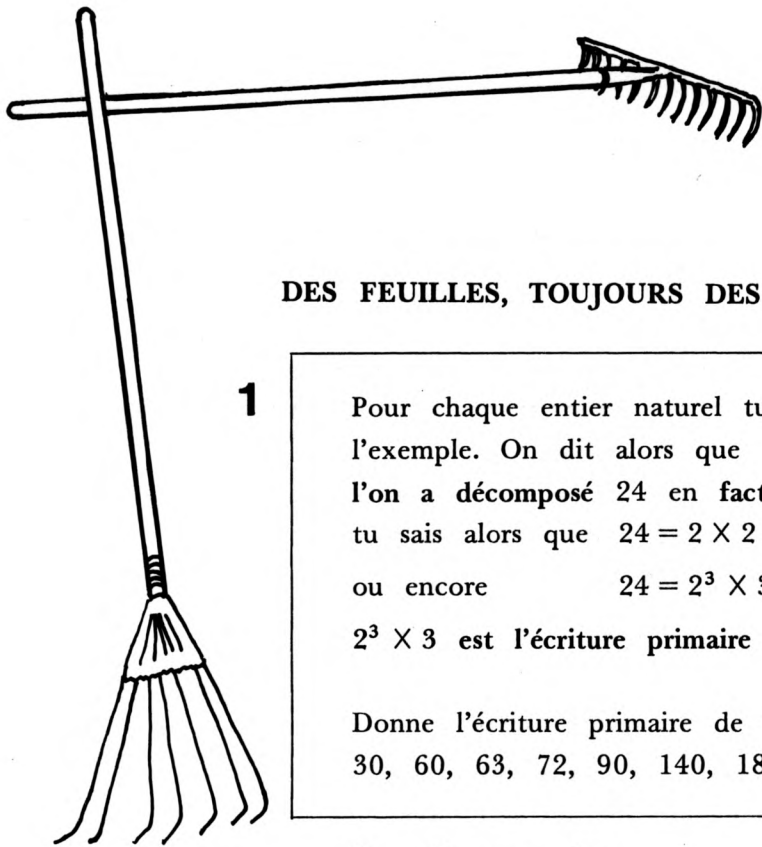 DES FEUILLES, TOUJOURS DES
1
Pour chaque entier naturel tu
l'exemple. On dit alors que
l'on a décomposé 24 en fact
tu sais alors que 24 = 2 × 2
ou encore 24 = 2³ × 3
2³ × 3 est l'écriture primaire
Donne l'écriture primaire de
30, 60, 63, 72, 90, 140, 18